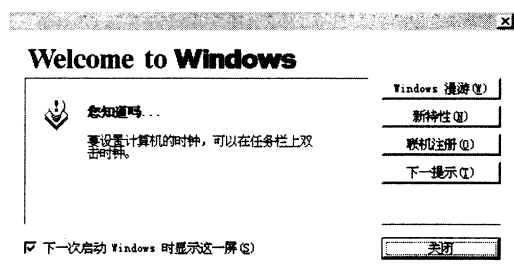 Welcome to Windows
您知道吗...
要设置计算机的时钟，可以在任务栏上双
击时钟。
Windows 漫游(W)
新特性(N)
联机注册(O)
下一提示(T)
下一次启动 Windows 时显示这一屏(S)
关闭